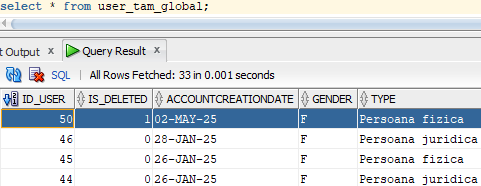 select * from user_tam_global;
t Output x Query Result x
SQL | All Rows Fetched: 33 in 0.001 seconds
ID_USER IS_DELETED ACCOUNTCREATIONDATE GENDER TYPE
50 1 02-MAY-25 F Persoana fizica
46 0 28-JAN-25 F Persoana juridica
45 0 26-JAN-25 F Persoana fizica
44 0 26-JAN-25 F Persoana juridica